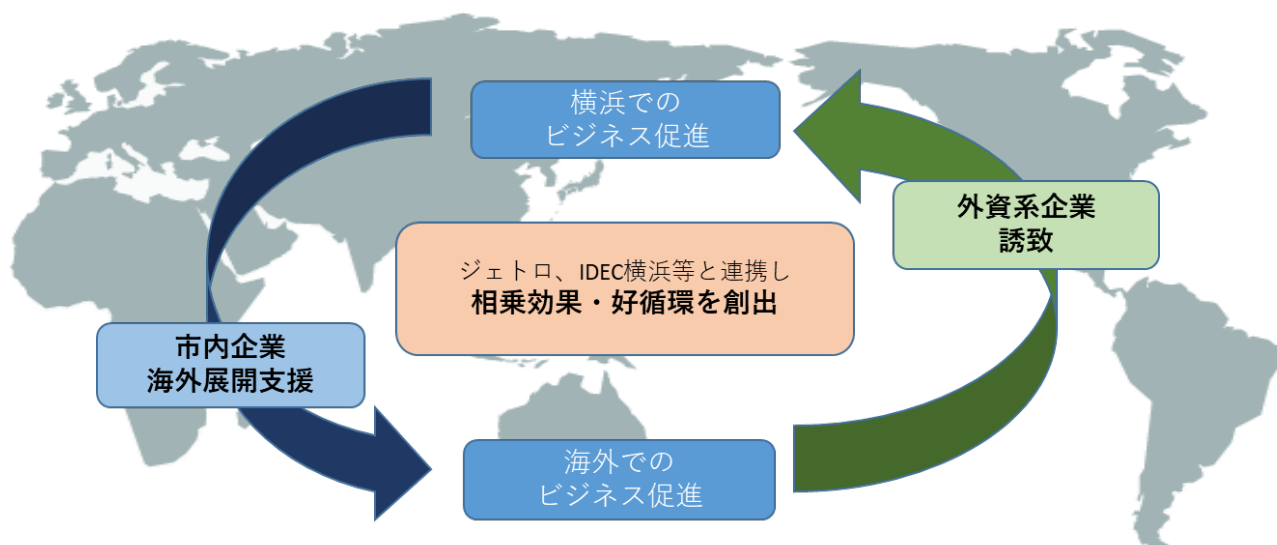 横浜での
ビジネス促進
外資系企業
誘致
ジェトロ、IDEC横浜等と連携し
相乗効果・好循環を創出
市内企業
海外展開支援
海外での
ビジネス促進